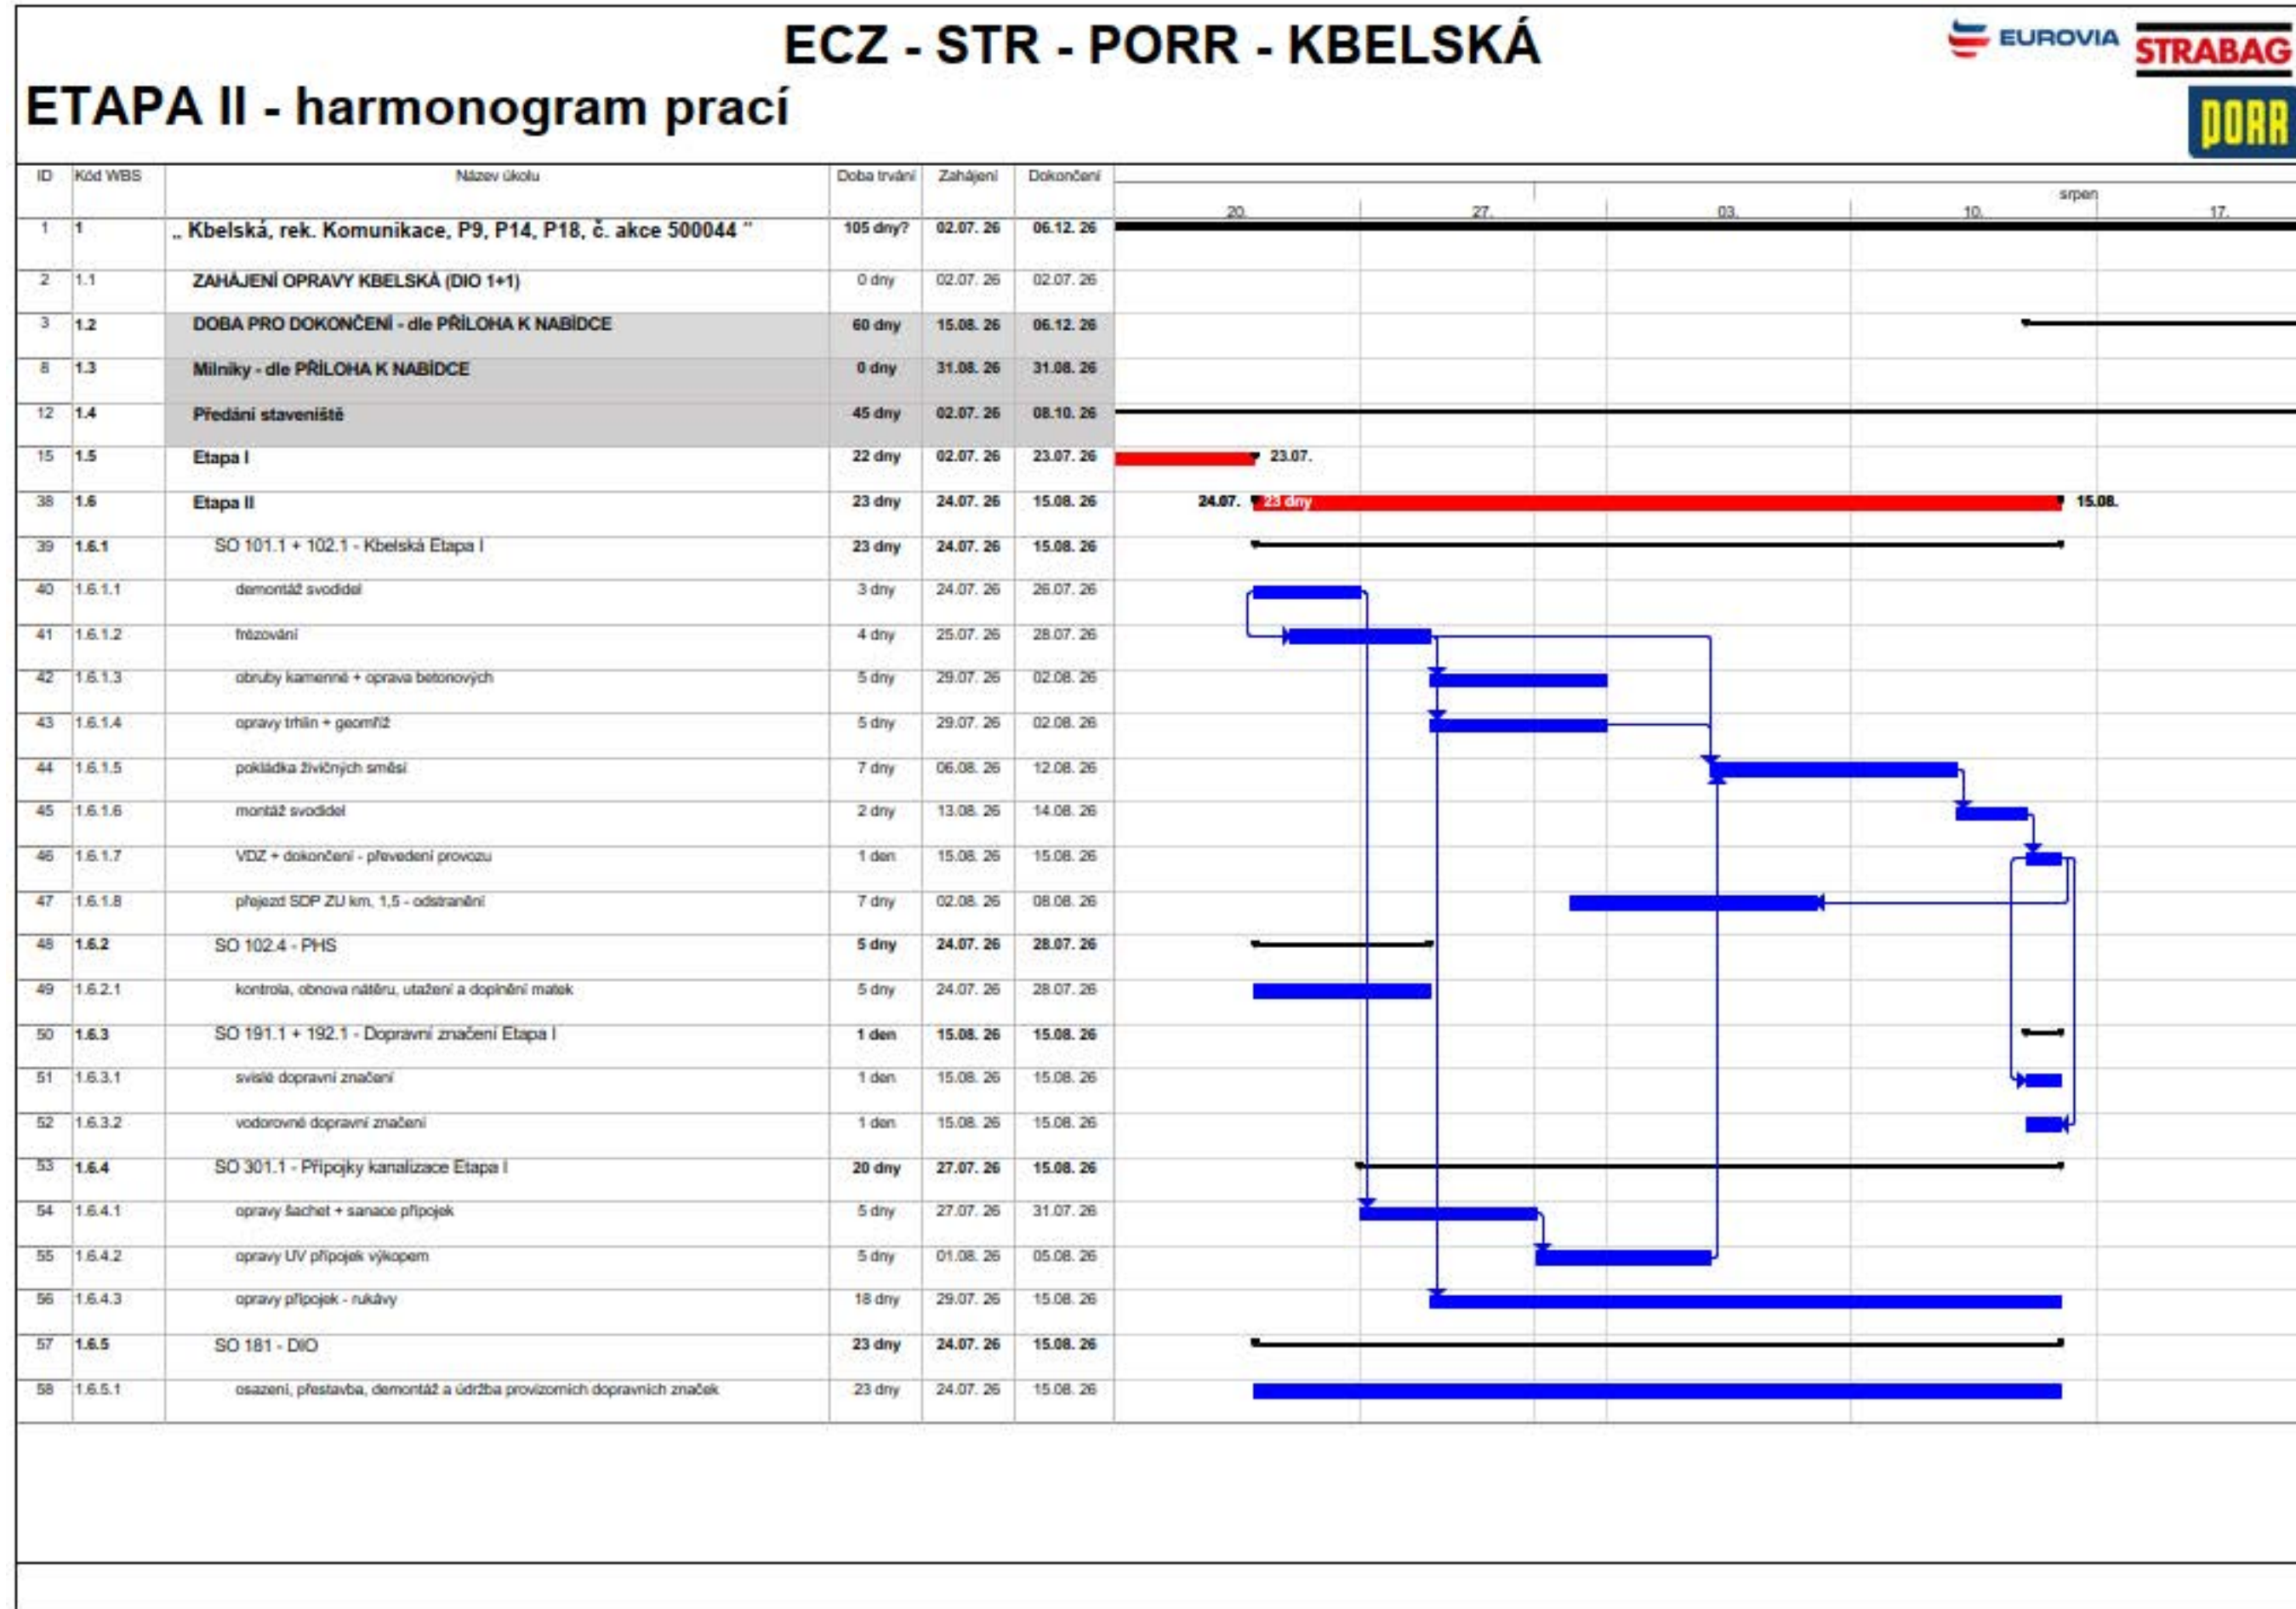 ECZ - STR - PORR - KBELSKÁ
EUROVIA
STRABAG
PORR
ETAPA II - harmonogram prací
ID Kód WBS Název úkolu Doba trvání Zahájení Dokončení
srpen
20. 27. 03. 10. 17.
1 1 „ Kbelská, rek. Komunikace, P9, P14, P18, č. akce 500044 “ 105 dny? 02.07. 26 06.12. 26
2 1.1 ZAHÁJENÍ OPRAVY KBELSKÁ (DIO 1+1) 0 dny 02.07. 26 02.07. 26
3 1.2 DOBA PRO DOKONČENÍ - dle PŘÍLOHA K NABÍDCE 60 dny 15.08. 26 06.12. 26
8 1.3 Milníky - dle PŘÍLOHA K NABÍDCE 0 dny 31.08. 26 31.08. 26
12 1.4 Předání staveniště 45 dny 02.07. 26 08.10. 26
15 1.5 Etapa I 22 dny 02.07. 26 23.07. 26 23.07.
38 1.6 Etapa II 23 dny 24.07. 26 15.08. 26 24.07. 23 dny 15.08.
39 1.6.1 SO 101.1 + 102.1 - Kbelská Etapa I 23 dny 24.07. 26 15.08. 26
40 1.6.1.1 demontáž svodidel 3 dny 24.07. 26 26.07. 26
41 1.6.1.2 frézování 4 dny 25.07. 26 28.07. 26
42 1.6.1.3 obruby kamenné + oprava betonových 5 dny 29.07. 26 02.08. 26
43 1.6.1.4 opravy trhlin + geomříž 5 dny 29.07. 26 02.08. 26
44 1.6.1.5 pokládka živičných směsí 7 dny 06.08. 26 12.08. 26
45 1.6.1.6 montáž svodidel 2 dny 13.08. 26 14.08. 26
46 1.6.1.7 VDZ + dokončení - převedení provozu 1 den 15.08. 26 15.08. 26
47 1.6.1.8 přejezd SDP ZÚ km, 1,5 - odstranění 7 dny 02.08. 26 08.08. 26
48 1.6.2 SO 102.4 - PHS 5 dny 24.07. 26 28.07. 26
49 1.6.2.1 kontrola, obnova nátěru, utažení a doplnění matek 5 dny 24.07. 26 28.07. 26
50 1.6.3 SO 191.1 + 192.1 - Dopravní značení Etapa I 1 den 15.08. 26 15.08. 26
51 1.6.3.1 svislé dopravní značení 1 den 15.08. 26 15.08. 26
52 1.6.3.2 vodorovné dopravní značení 1 den 15.08. 26 15.08. 26
53 1.6.4 SO 301.1 - Přípojky kanalizace Etapa I 20 dny 27.07. 26 15.08. 26
54 1.6.4.1 opravy šachet + sanace přípojek 5 dny 27.07. 26 31.07. 26
55 1.6.4.2 opravy UV přípojek výkopem 5 dny 01.08. 26 05.08. 26
56 1.6.4.3 opravy přípojek - rukávy 18 dny 29.07. 26 15.08. 26
57 1.6.5 SO 181 - DIO 23 dny 24.07. 26 15.08. 26
58 1.6.5.1 osazení, přestavba, demontáž a údržba provizorních dopravních značek 23 dny 24.07. 26 15.08. 26